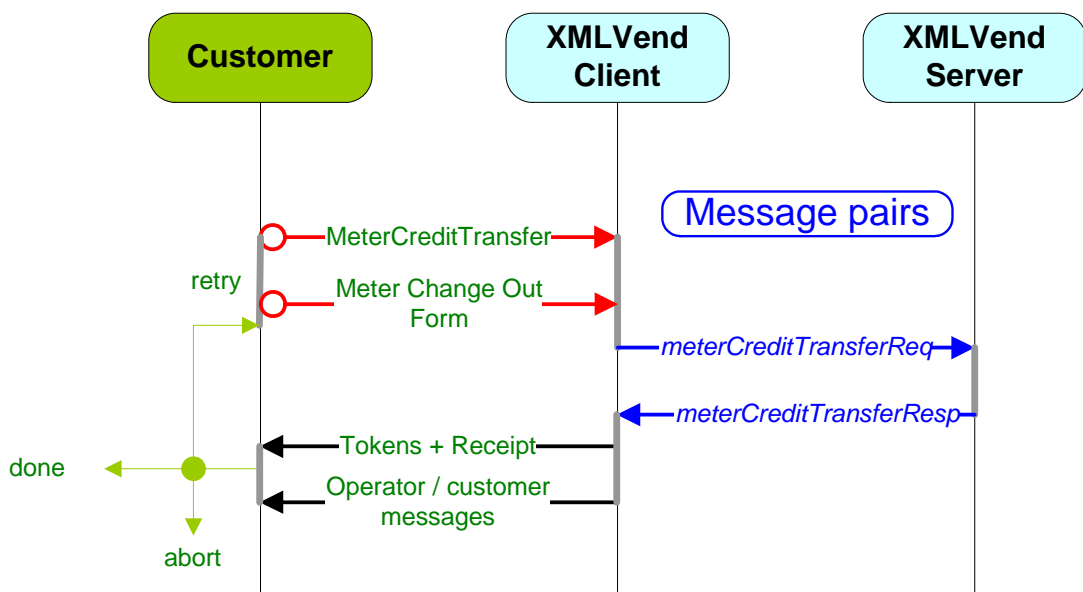 Customer
XMLVend
Client
XMLVend
Server
Message pairs
MeterCreditTransfer
retry
Meter Change Out
Form
meterCreditTransferReq
meterCreditTransferResp
Tokens + Receipt
done
Operator / customer
messages
abort